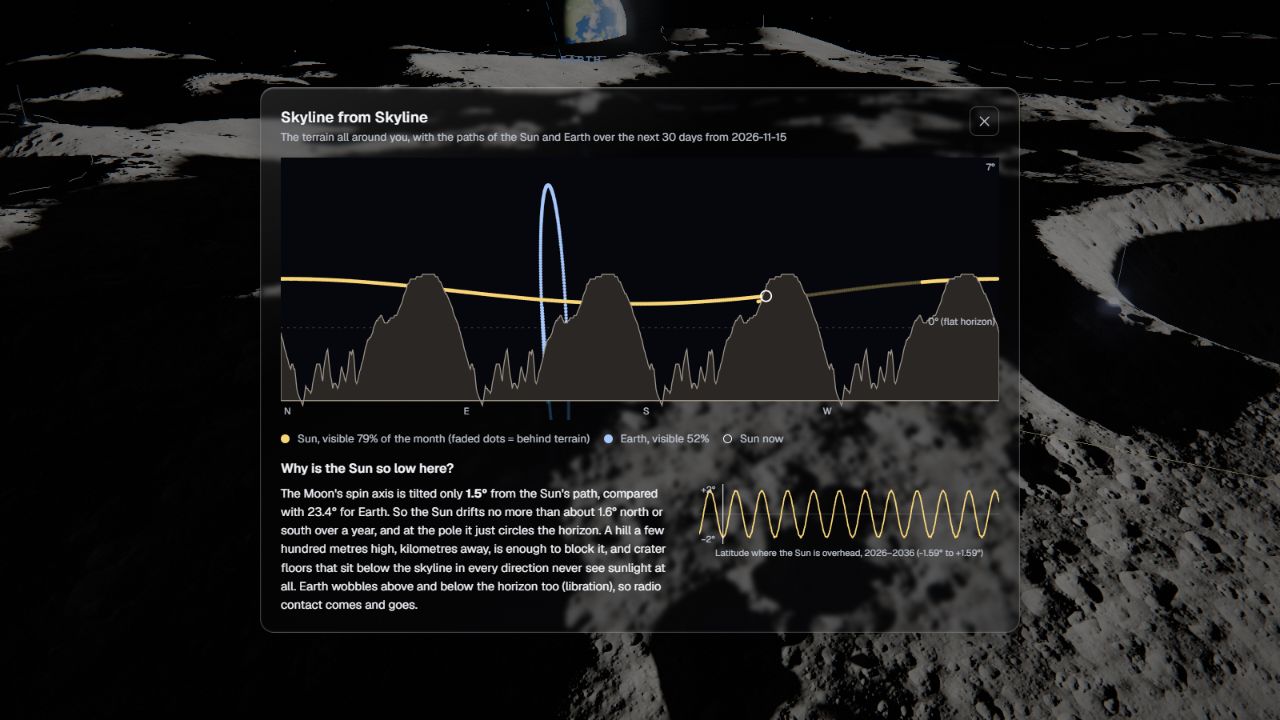 EARTH
Skyline from Skyline
The terrain all around you, with the paths of the Sun and Earth over the next 30 days from 2026-11-15
7°
0° (flat horizon)
N E S W
Sun, visible 79% of the month (faded dots = behind terrain) Earth, visible 52% Sun now
Why is the Sun so low here?
The Moon's spin axis is tilted only 1.5° from the Sun's path, compared
with 23.4° for Earth. So the Sun drifts no more than about 1.6° north or
south over a year, and at the pole it just circles the horizon. A hill a few
hundred metres high, kilometres away, is enough to block it, and crater
floors that sit below the skyline in every direction never see sunlight at
all. Earth wobbles above and below the horizon too (libration), so radio
contact comes and goes.
+2°
-2°
Latitude where the Sun is overhead, 2026–2036 (-1.59° to +1.59°)